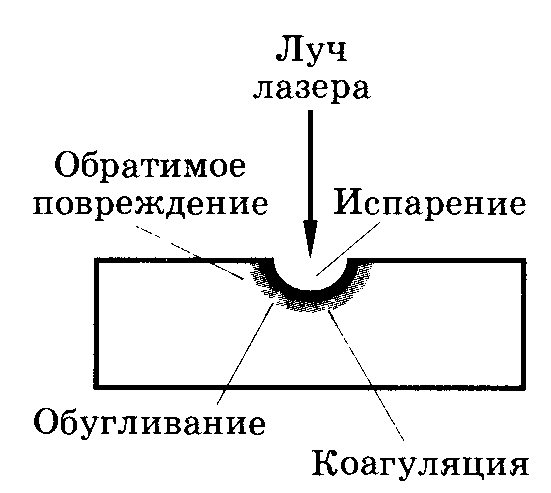 Луч
лазера
Обратимое
повреждение
Испарение
Обугливание
Коагуляция